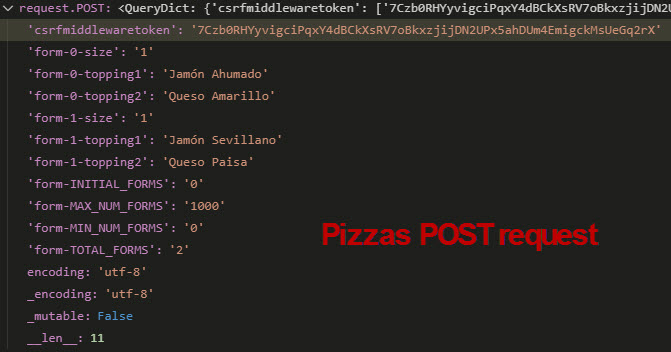 request.POST: <QueryDict: {'csrfmiddlewaretoken': ['7Czb0RHYyvigciPqxY4dBCkXsRV7oBkxzjijDN2U
'csrfmiddlewaretoken': '7Czb0RHYyvigciPqxY4dBCkXsRV7oBkxzjijDN2UPx5ahDUm4EmigckMsUeGq2rX'
'form-0-size': '1'
'form-0-topping1': 'Jamón Ahumado'
'form-0-topping2': 'Queso Amarillo'
'form-1-size': '1'
'form-1-topping1': 'Jamón Sevillano'
'form-1-topping2': 'Queso Paisa'
'form-INITIAL_FORMS': '0'
'form-MAX_NUM_FORMS': '1000'
'form-MIN_NUM_FORMS': '0'
'form-TOTAL_FORMS': '2'
Pizzas POST request
encoding: 'utf-8'
_encoding: 'utf-8'
_mutable: False
__len__: 11